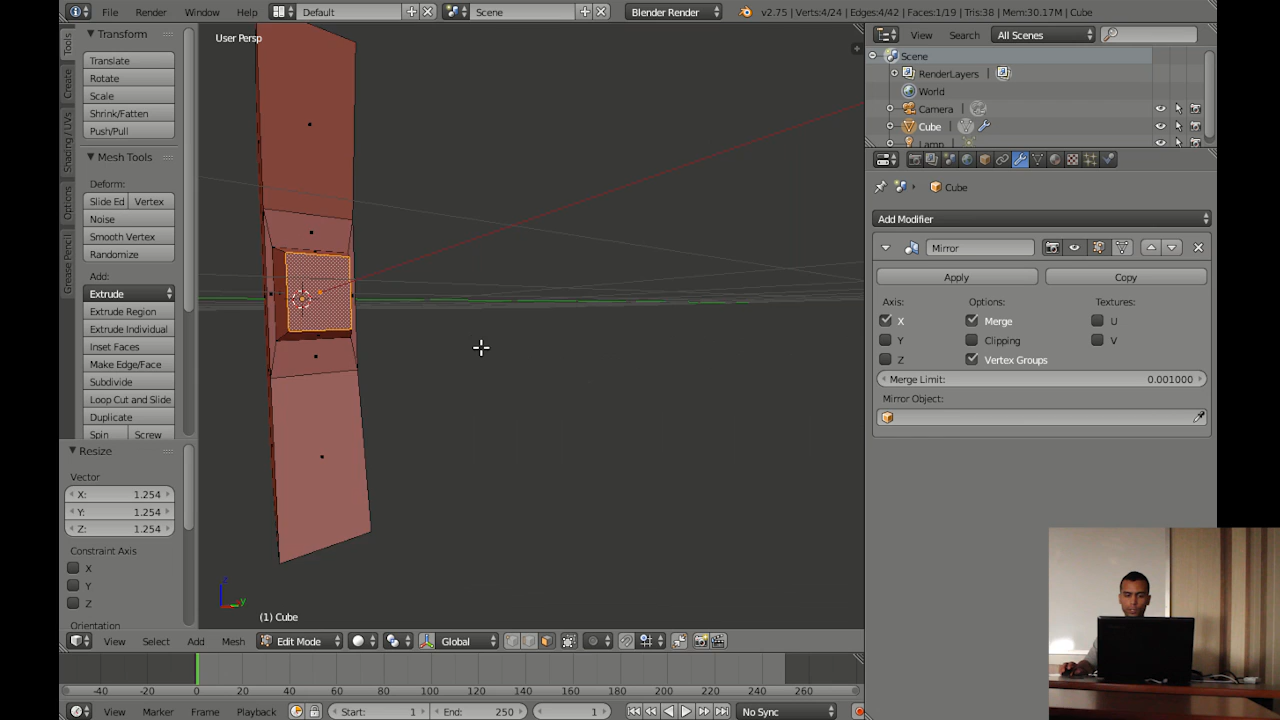 File Render Window Help Default Scene Blender Render v2.75 | Verts:4/24 | Edges:4/42 | Faces:1/19 | Tris:38 | Mem:30.17M | Cube
Tools
Create
Shading / UVs
Options
Grease Pencil
Transform
Translate
Rotate
Scale
Shrink/Fatten
Push/Pull
Mesh Tools
Deform:
Slide Ed Vertex
Noise
Smooth Vertex
Randomize
Add:
Extrude
Extrude Region
Extrude Individual
Inset Faces
Make Edge/Face
Subdivide
Loop Cut and Slide
Duplicate
Spin Screw
Resize
Vector
X: 1.254
Y: 1.254
Z: 1.254
Constraint Axis
X
Y
Z
Orientation
User Persp
z
y
(1) Cube
View Select Add Mesh Edit Mode Global
-40 -20 0 20 40 60 80 100 120 140 160 180 200 220 240 260
View Marker Frame Playback Start: 1 End: 250 1 No Sync
View Search All Scenes
Scene
RenderLayers
World
Camera
Cube
Lamp
Cube
Add Modifier
Mirror
Apply Copy
Axis: Options: Textures:
X Merge U
Y Clipping V
Z Vertex Groups
Merge Limit: 0.001000
Mirror Object: